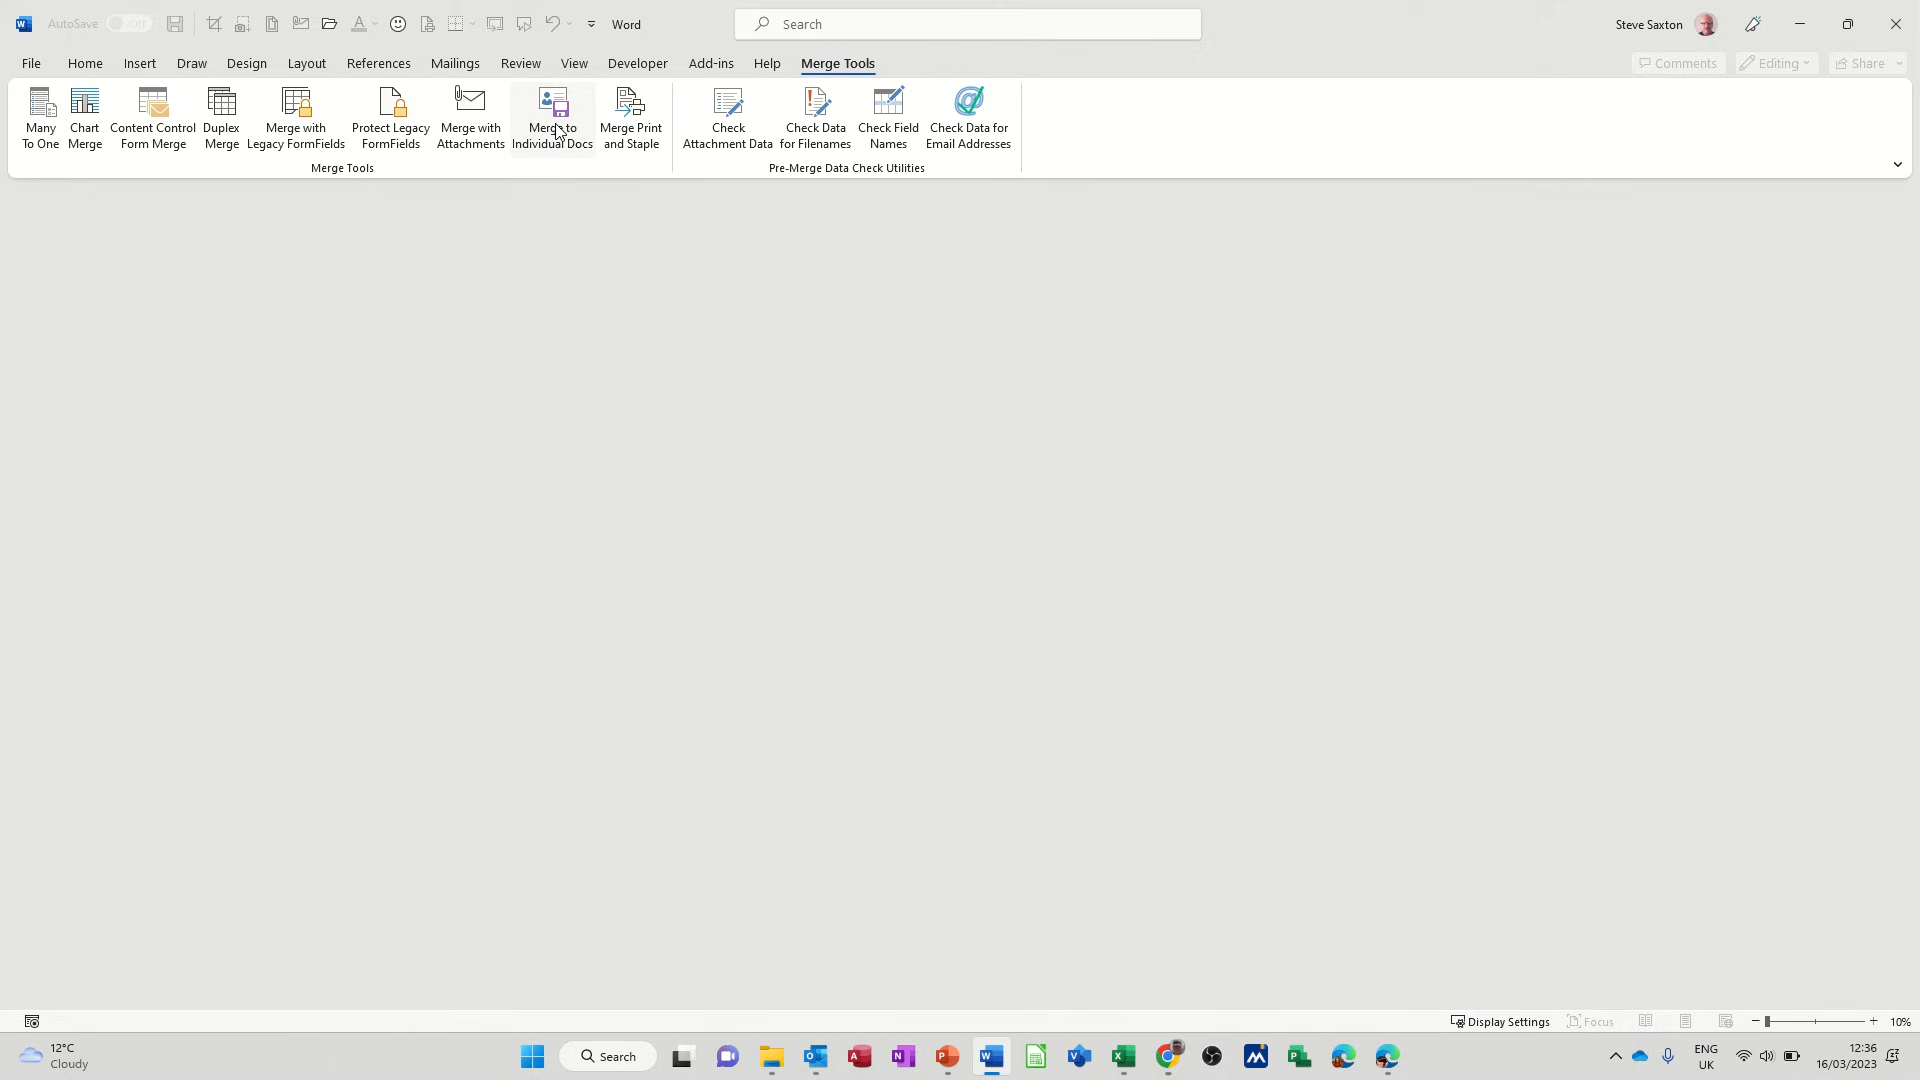 AutoSave Off Word Search Steve Saxton
File Home Insert Draw Design Layout References Mailings Review View Developer Add-ins Help Merge Tools Comments Editing Share
Many To One
Chart Merge
Content Control Form Merge
Duplex Merge
Merge with Legacy FormFields
Protect Legacy FormFields
Merge with Attachments
Merge to Individual Docs
Merge Print and Staple
Check Attachment Data
Check Data for Filenames
Check Field Names
Check Data for Email Addresses
Merge Tools Pre-Merge Data Check Utilities
Display Settings Focus 10%
12°C
Cloudy
Search
ENG
UK
12:36
16/03/2023